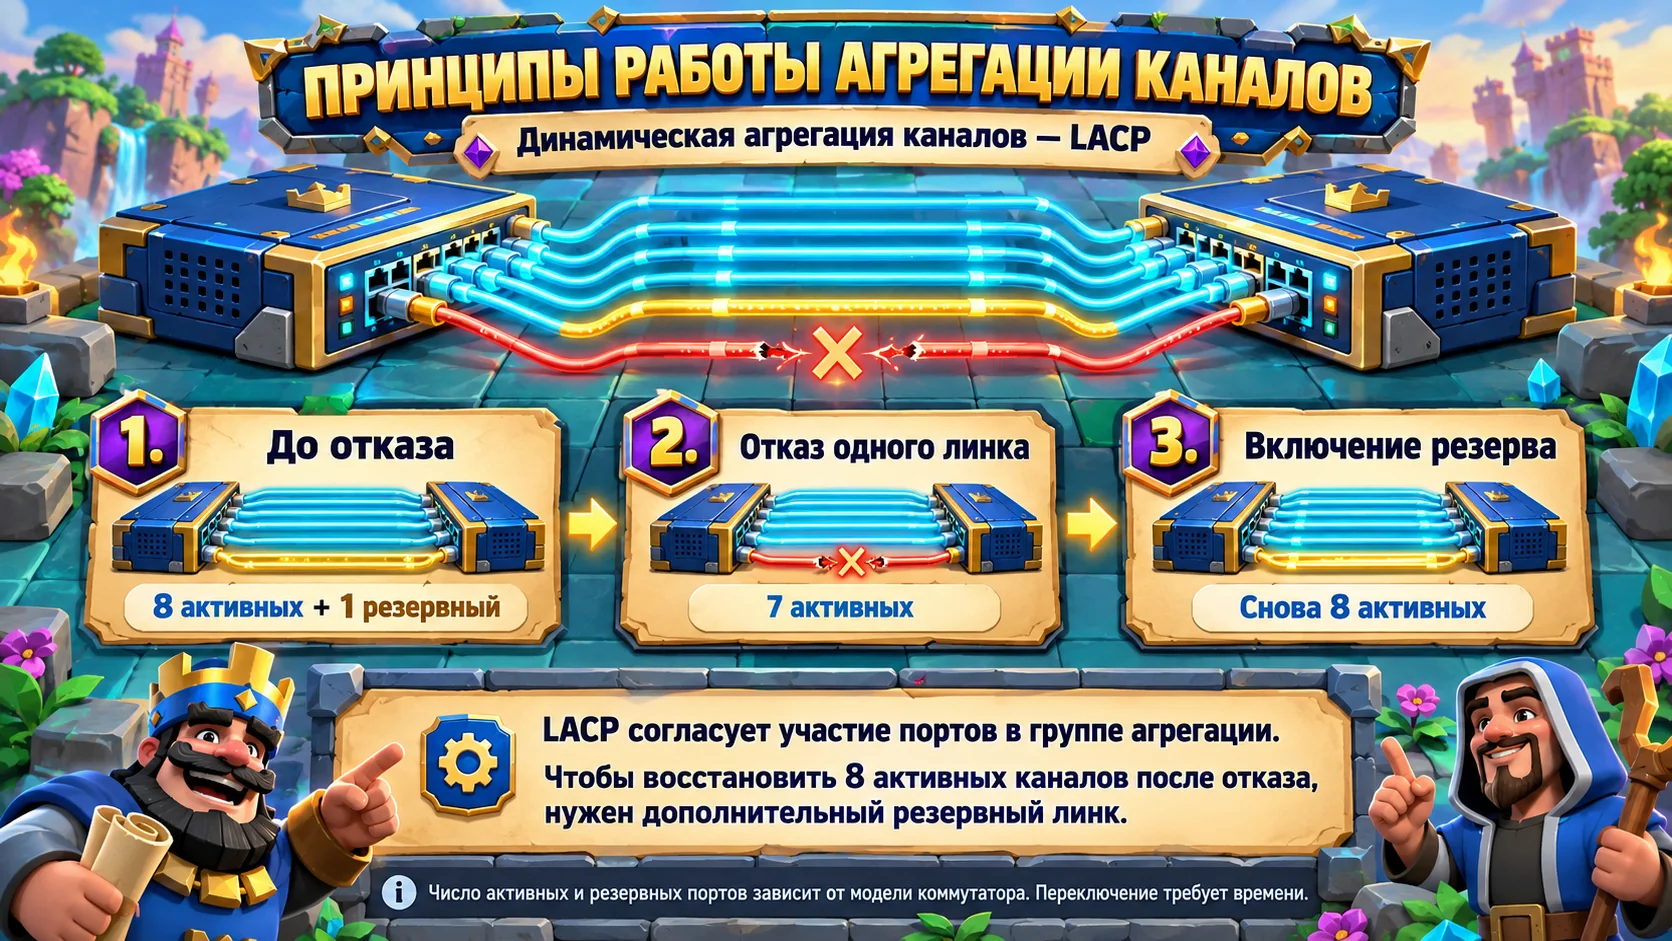 ПРИНЦИПЫ РАБОТЫ АГРЕГАЦИИ КАНАЛОВ
Динамическая агрегация каналов — LACP
1.
До отказа
8 активных + 1 резервный
2.
Отказ одного линка
7 активных
3.
Включение резерва
Снова 8 активных
LACP согласует участие портов в группе агрегации.
Чтобы восстановить 8 активных каналов после отказа,
нужен дополнительный резервный линк.
Число активных и резервных портов зависит от модели коммутатора. Переключение требует времени.